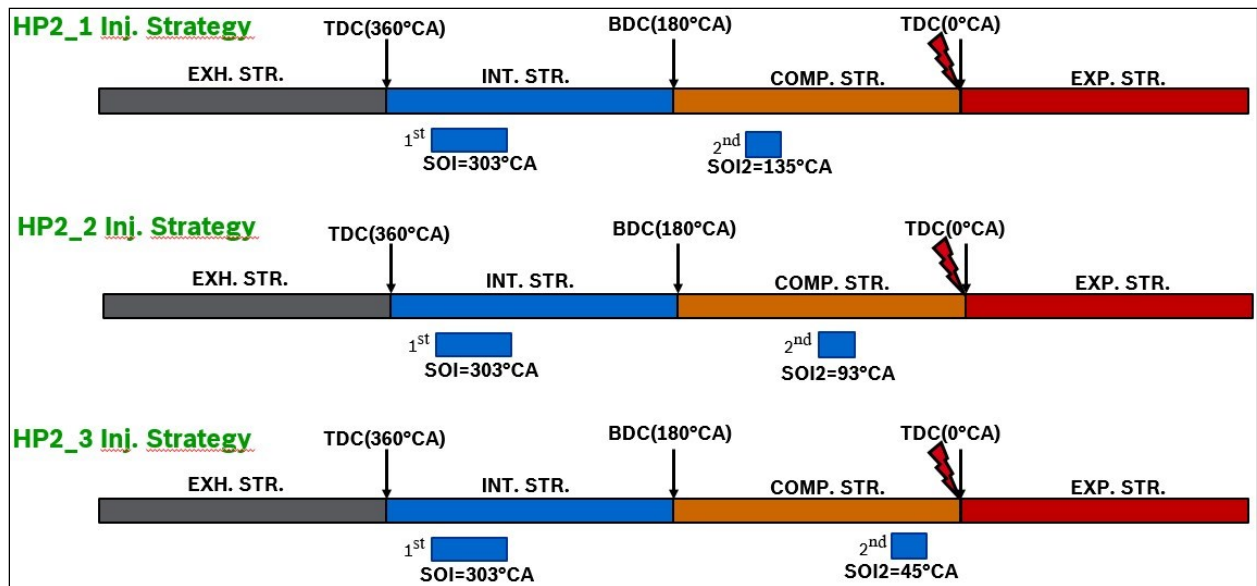 HP2_1 Inj. Strategy
TDC(360°CA) BDC(180°CA) TDC(0°CA)
EXH. STR. INT. STR. COMP. STR. EXP. STR.
1st 2nd
SOI=303°CA SOI2=135°CA
HP2_2 Inj. Strategy
TDC(360°CA) BDC(180°CA) TDC(0°CA)
EXH. STR. INT. STR. COMP. STR. EXP. STR.
1st 2nd
SOI=303°CA SOI2=93°CA
HP2_3 Inj. Strategy
TDC(360°CA) BDC(180°CA) TDC(0°CA)
EXH. STR. INT. STR. COMP. STR. EXP. STR.
1st 2nd
SOI=303°CA SOI2=45°CA